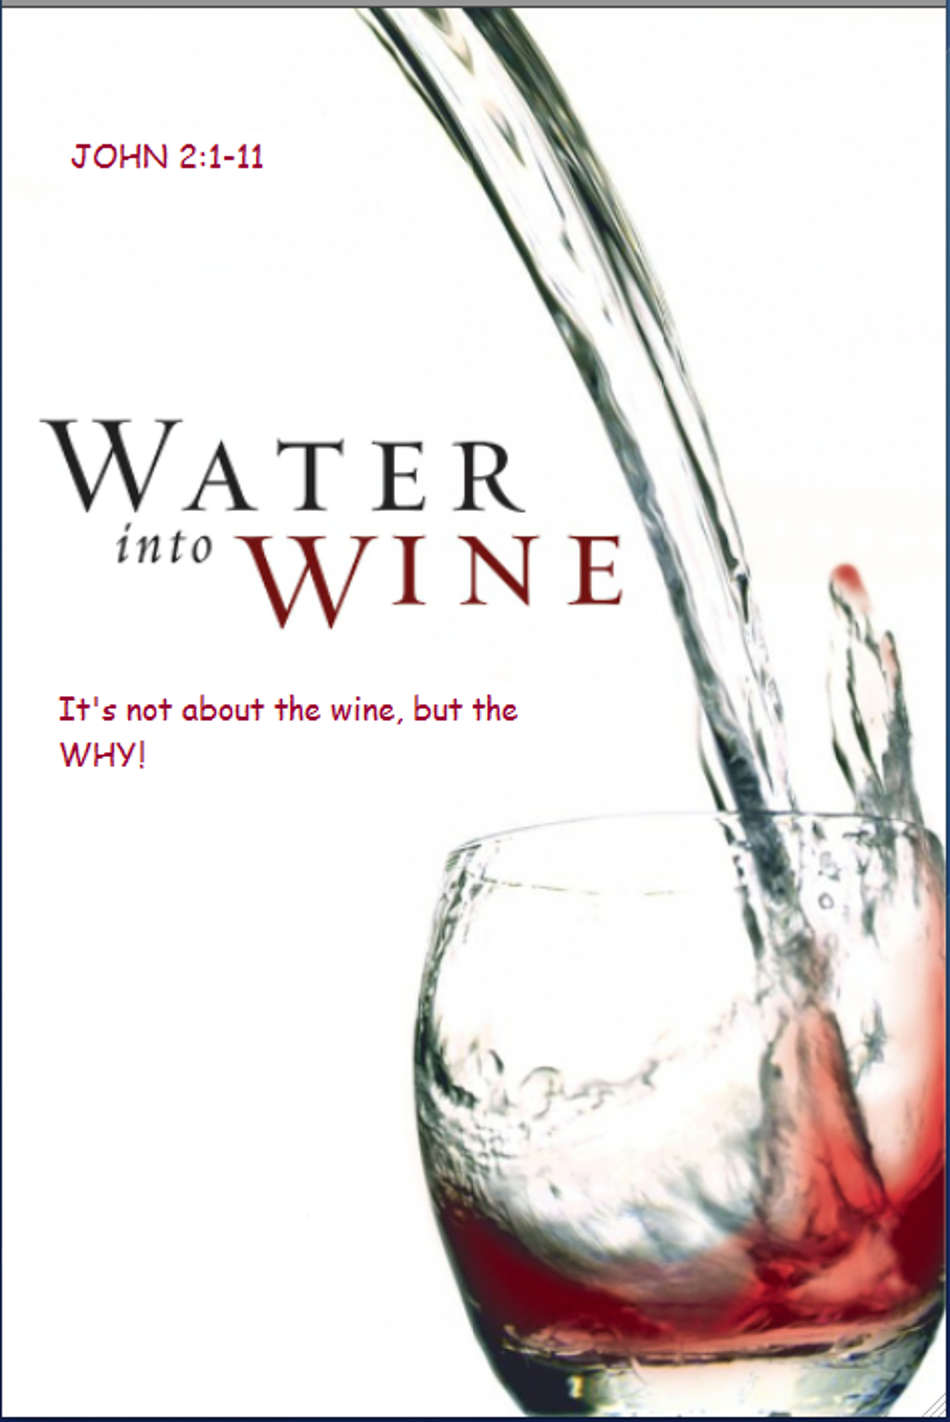 JOHN 2:1-11
WATER
into WINE
It's not about the wine, but the
WHY!